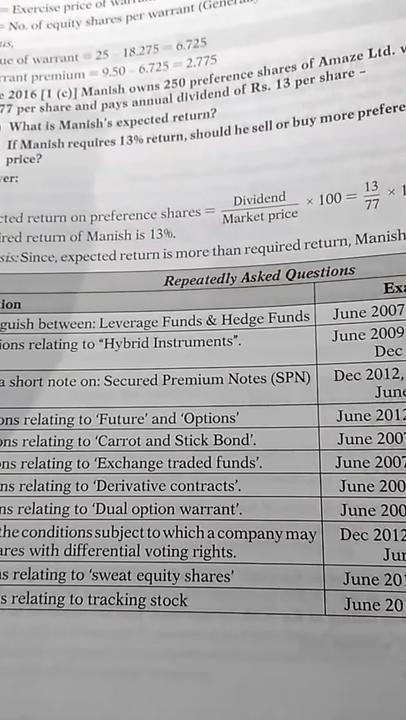 = Exercise price of
= No. of equity shares per warrant
ue of warrant = 25 – 18.275 = 6.725
rrant premium = 9.50 – 6.725 = 2.775
e 2016 [1 (c)] Manish owns 250 preference shares of Amaze Ltd.
77 per share and pays annual dividend of Rs. 13 per share –
What is Manish's expected return?
If Manish requires 13% return, should he sell or buy more prefere
price?
er:
cted return on preference shares = Dividend / Market price × 100 = 13 / 77 × 1
ired return of Manish is 13%.
sis: Since, expected return is more than required return, Manish
Repeatedly Asked Questions
ion Exa
guish between: Leverage Funds & Hedge Funds June 2007
ions relating to "Hybrid Instruments". June 2009
Dec
a short note on: Secured Premium Notes (SPN) Dec 2012,
June
ons relating to 'Future' and 'Options' June 2012
ons relating to 'Carrot and Stick Bond'. June 200
ns relating to 'Exchange traded funds'. June 2007
ns relating to 'Derivative contracts'. June 200
ns relating to 'Dual option warrant'. June 200
the conditions subject to which a company may Dec 2012
ares with differential voting rights. Jun
s relating to 'sweat equity shares' June 201
s relating to tracking stock June 20